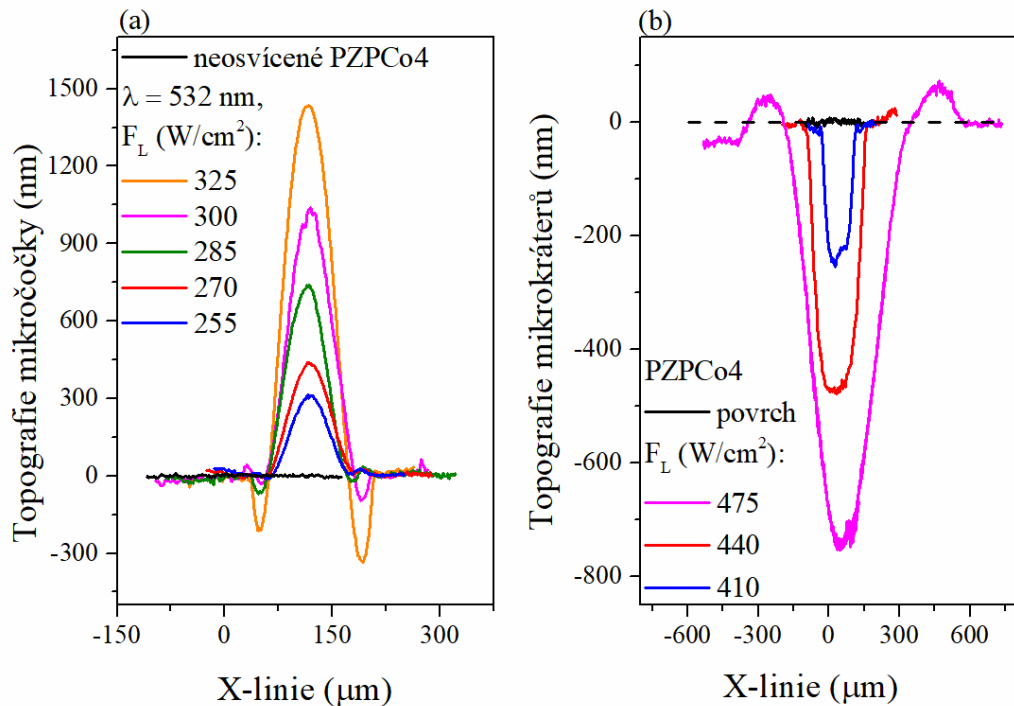 (a)
neosvícené PZPCo4
λ = 532 nm,
F_L (W/cm²):
325
300
285
270
255
1500
1200
900
600
300
0
-300
-150
0
150
300
Topografie mikročočky (nm)
X-linie (μm)
(b)
0
-200
-400
-600
-800
PZPCo4
povrch
F_L (W/cm²):
475
440
410
-600
-300
0
300
600
Topografie mikrokráterů (nm)
X-linie (μm)